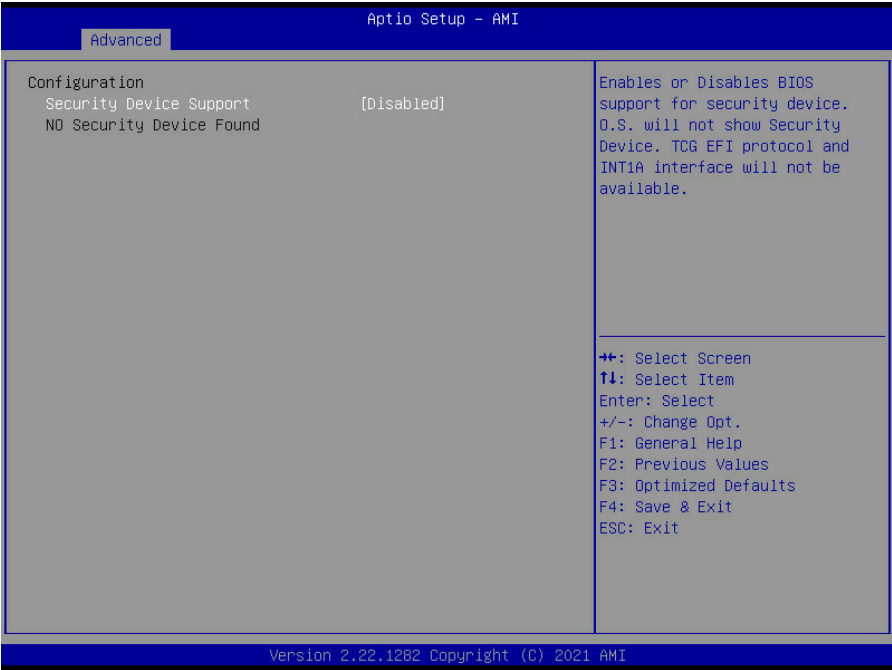 Aptio Setup – AMI
Advanced
Configuration
Security Device Support [Disabled]
NO Security Device Found
Enables or Disables BIOS
support for security device.
O.S. will not show Security
Device. TCG EFI protocol and
INT1A interface will not be
available.
→←: Select Screen
↑↓: Select Item
Enter: Select
+/-: Change Opt.
F1: General Help
F2: Previous Values
F3: Optimized Defaults
F4: Save & Exit
ESC: Exit
Version 2.22.1282 Copyright (C) 2021 AMI